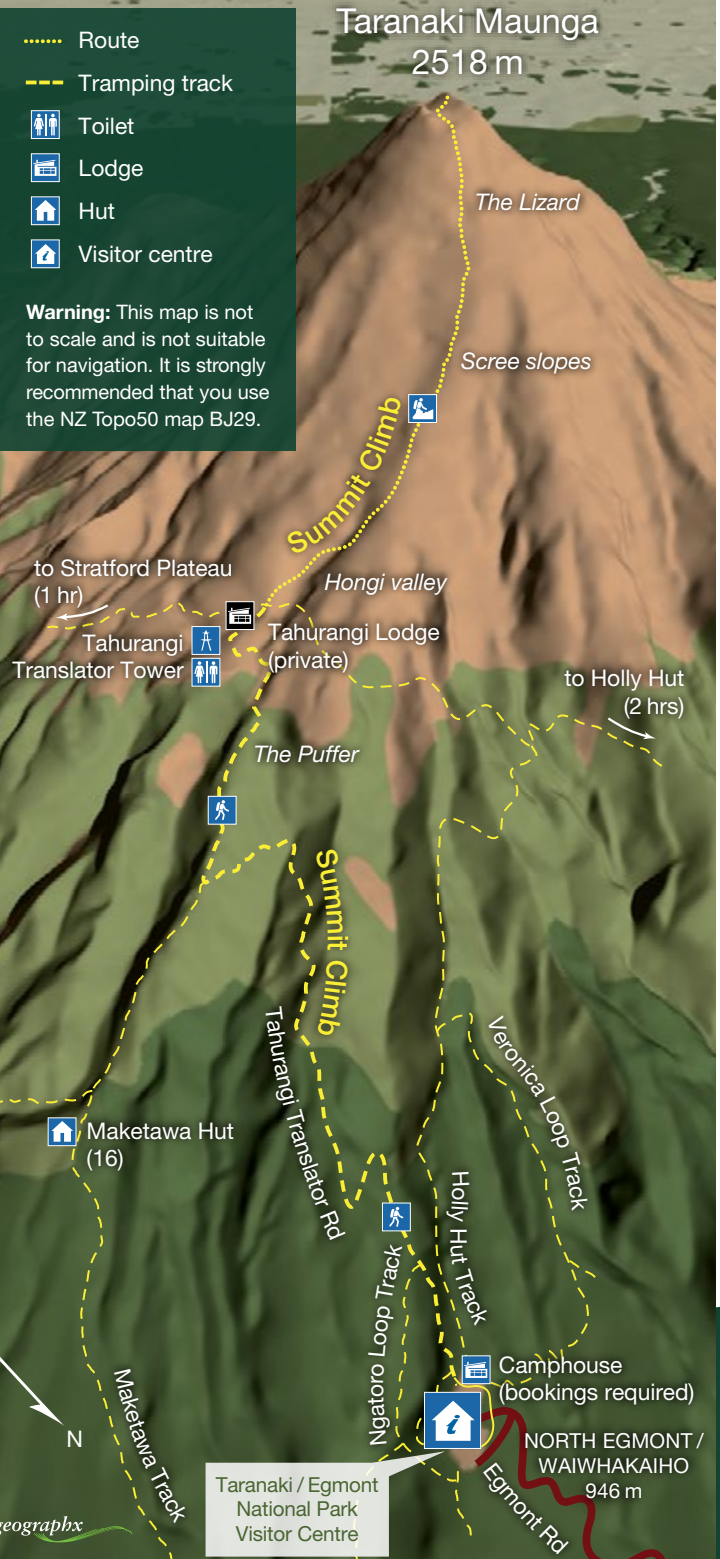 Taranaki Maunga
2518 m
Route
Tramping track
Toilet
Lodge
Hut
Visitor centre
Warning: This map is not
to scale and is not suitable
for navigation. It is strongly
recommended that you use
the NZ Topo50 map BJ29.
The Lizard
Scree slopes
Summit Climb
to Stratford Plateau
(1 hr)
Hongi valley
Tahurangi
Translator Tower
Tahurangi Lodge
(private)
to Holly Hut
(2 hrs)
The Puffer
Summit Climb
Tahurangi Translator Rd
Veronica Loop Track
Maketawa Hut
(16)
Holly Hut Track
Ngatoro Loop Track
Maketawa Track
N
Camphouse
(bookings required)
i
NORTH EGMONT /
WAIWHAKAIHO
946 m
Egmont Rd
Taranaki / Egmont
National Park
Visitor Centre
geographx